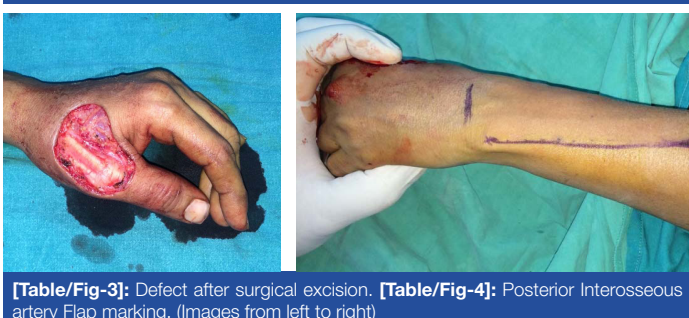 [Table/Fig-3]: Defect after surgical excision. [Table/Fig-4]: Posterior Interosseous
artery Flap marking. (Images from left to right)